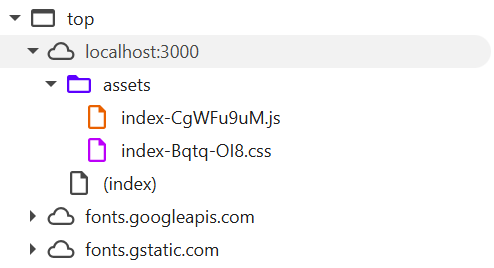 top
localhost:3000
assets
index-CgWFu9uM.js
index-Bqtq-OI8.css
(index)
fonts.googleapis.com
fonts.gstatic.com